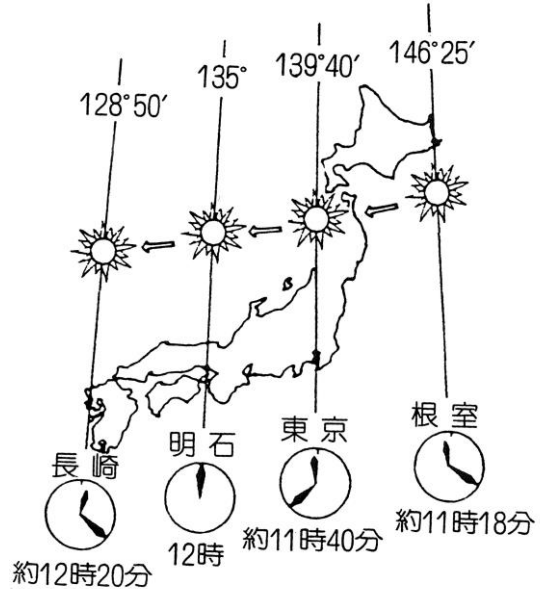 146°25′
139°40′
135°
128°50′
根室
東京
明石
長崎
約11時18分
約11時40分
12時
約12時20分